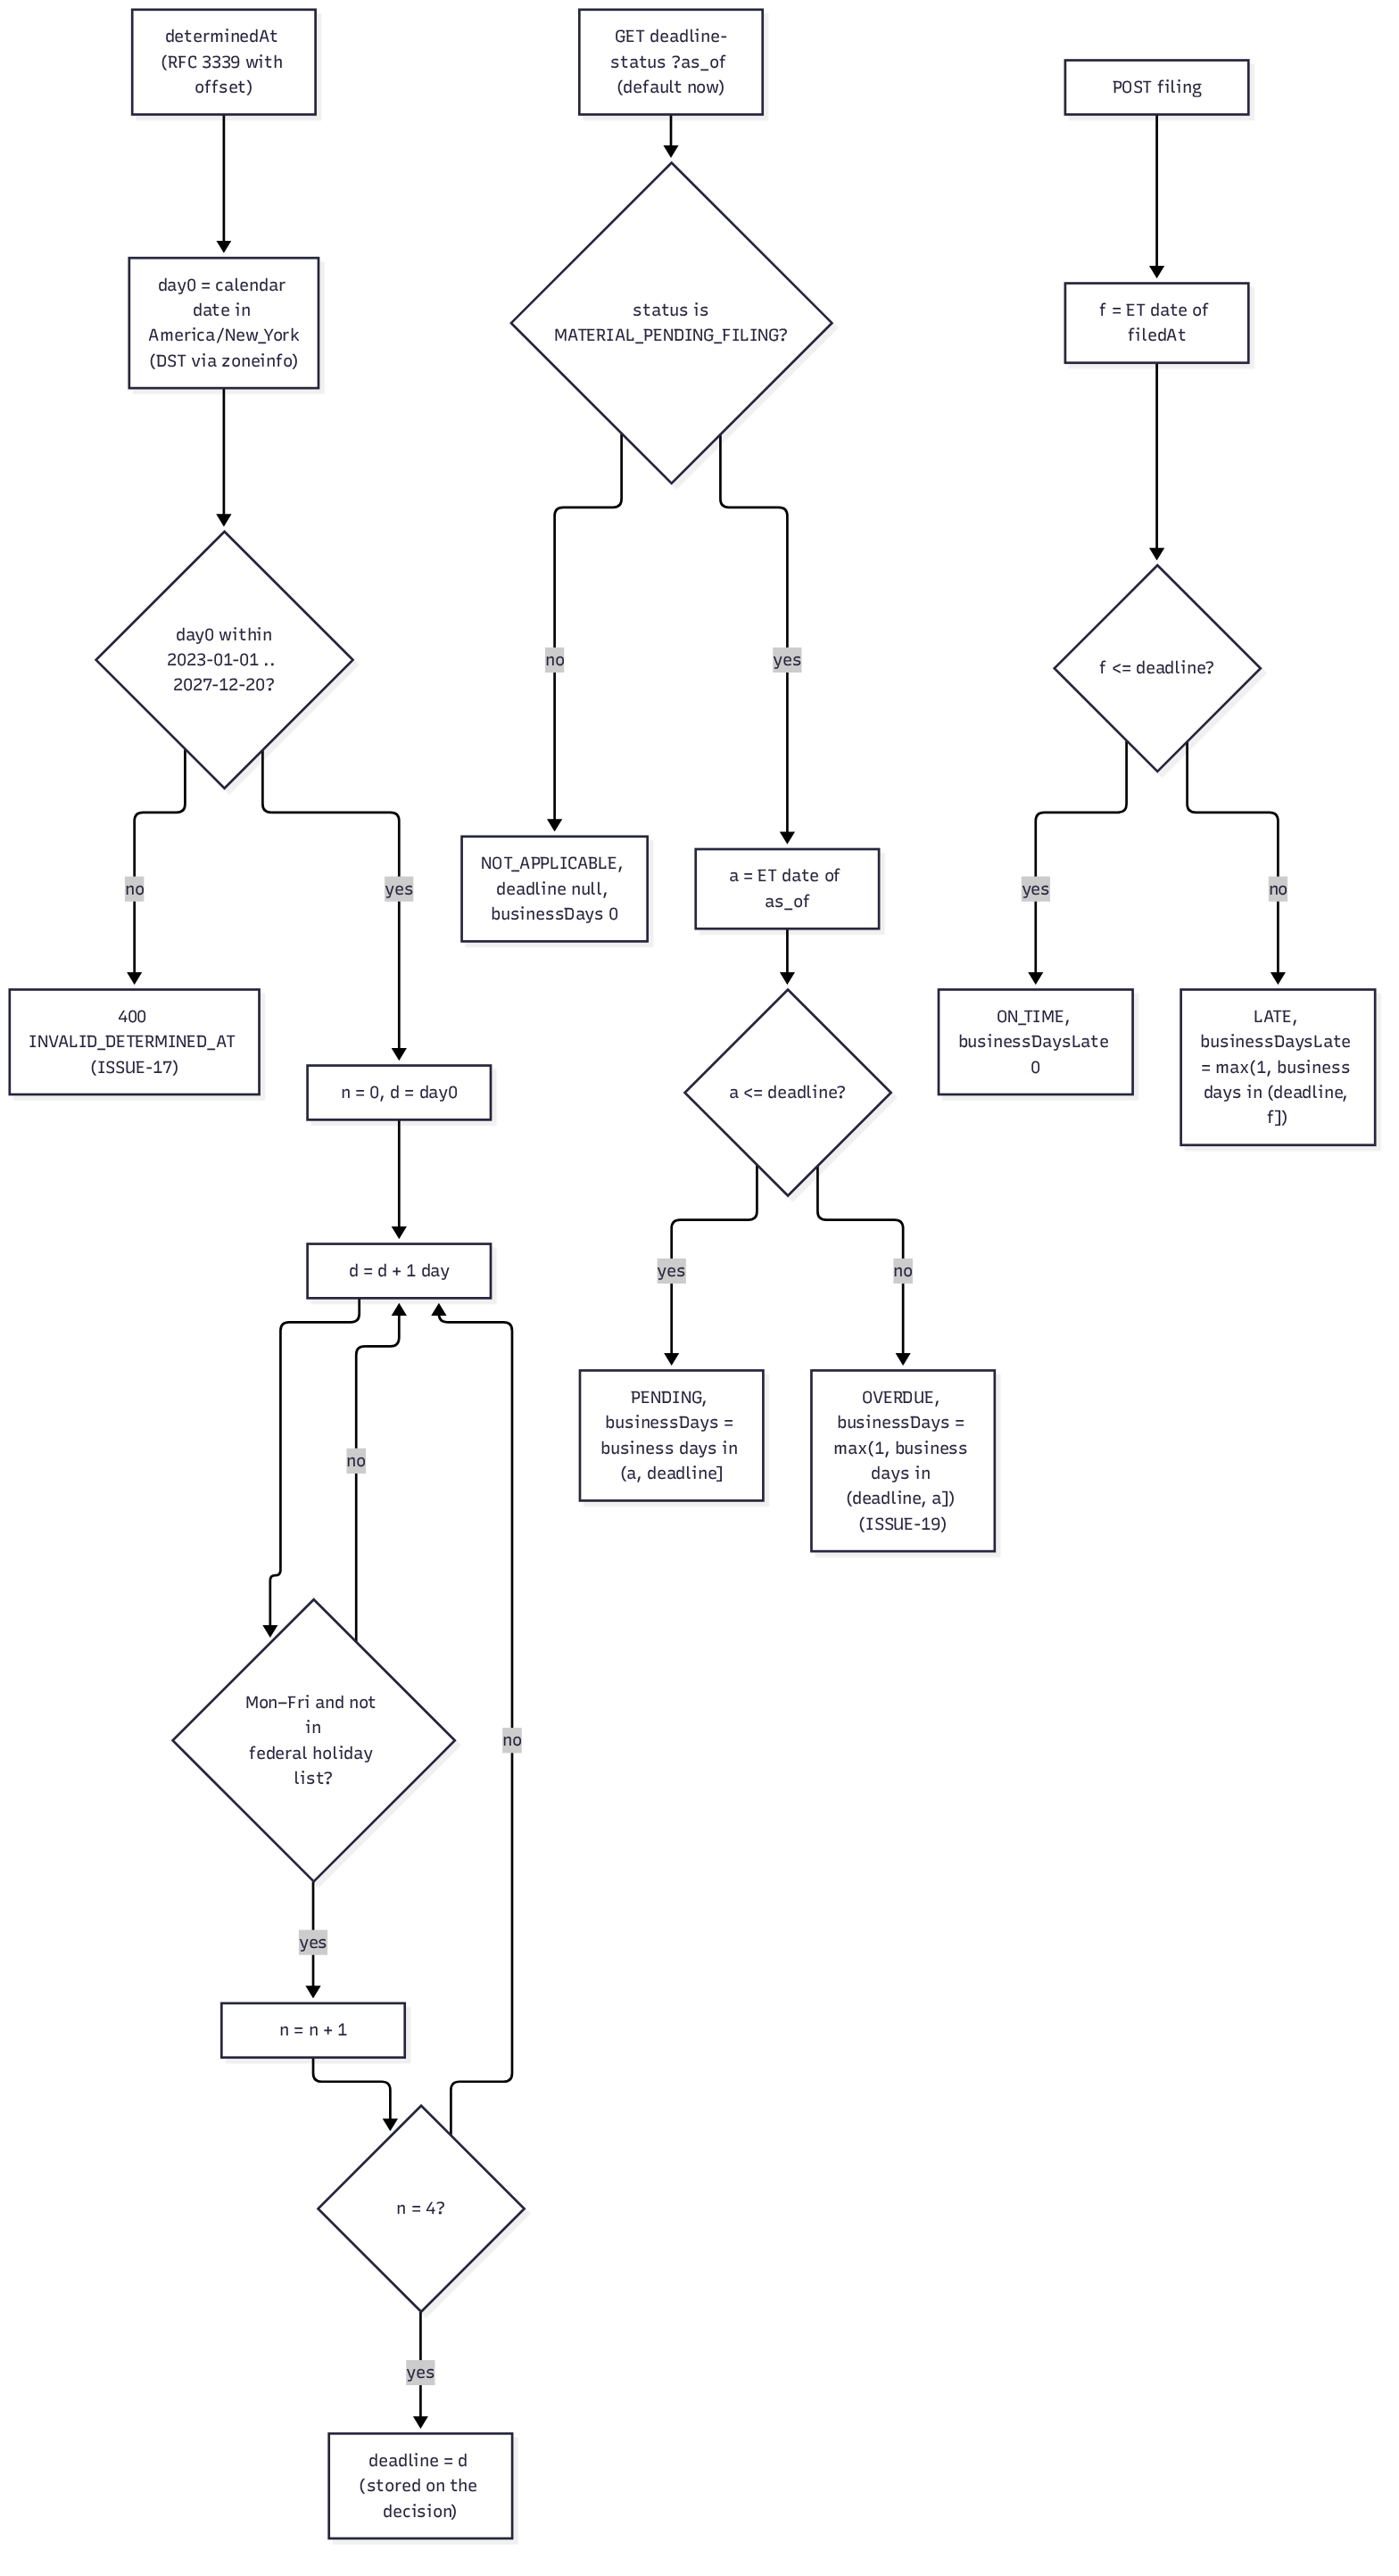 determinedAt
(RFC 3339 with
offset)
day0 = calendar
date in
America/New_York
(DST via zoneinfo)
day0 within
2023-01-01 ..
2027-12-20?
no
yes
400
INVALID_DETERMINED_AT
(ISSUE-17)
n = 0, d = day0
d = d + 1 day
no
Mon–Fri and not
in
federal holiday
list?
no
yes
n = n + 1
n = 4?
yes
deadline = d
(stored on the
decision)
GET deadline-
status ?as_of
(default now)
status is
MATERIAL_PENDING_FILING?
no
yes
NOT_APPLICABLE,
deadline null,
businessDays 0
a = ET date of
as_of
a <= deadline?
yes
no
PENDING,
businessDays =
business days in
(a, deadline]
OVERDUE,
businessDays =
max(1, business
days in
(deadline, a])
(ISSUE-19)
POST filing
f = ET date of
filedAt
f <= deadline?
yes
no
ON_TIME,
businessDaysLate
0
LATE,
businessDaysLate
= max(1, business
days in (deadline,
f])